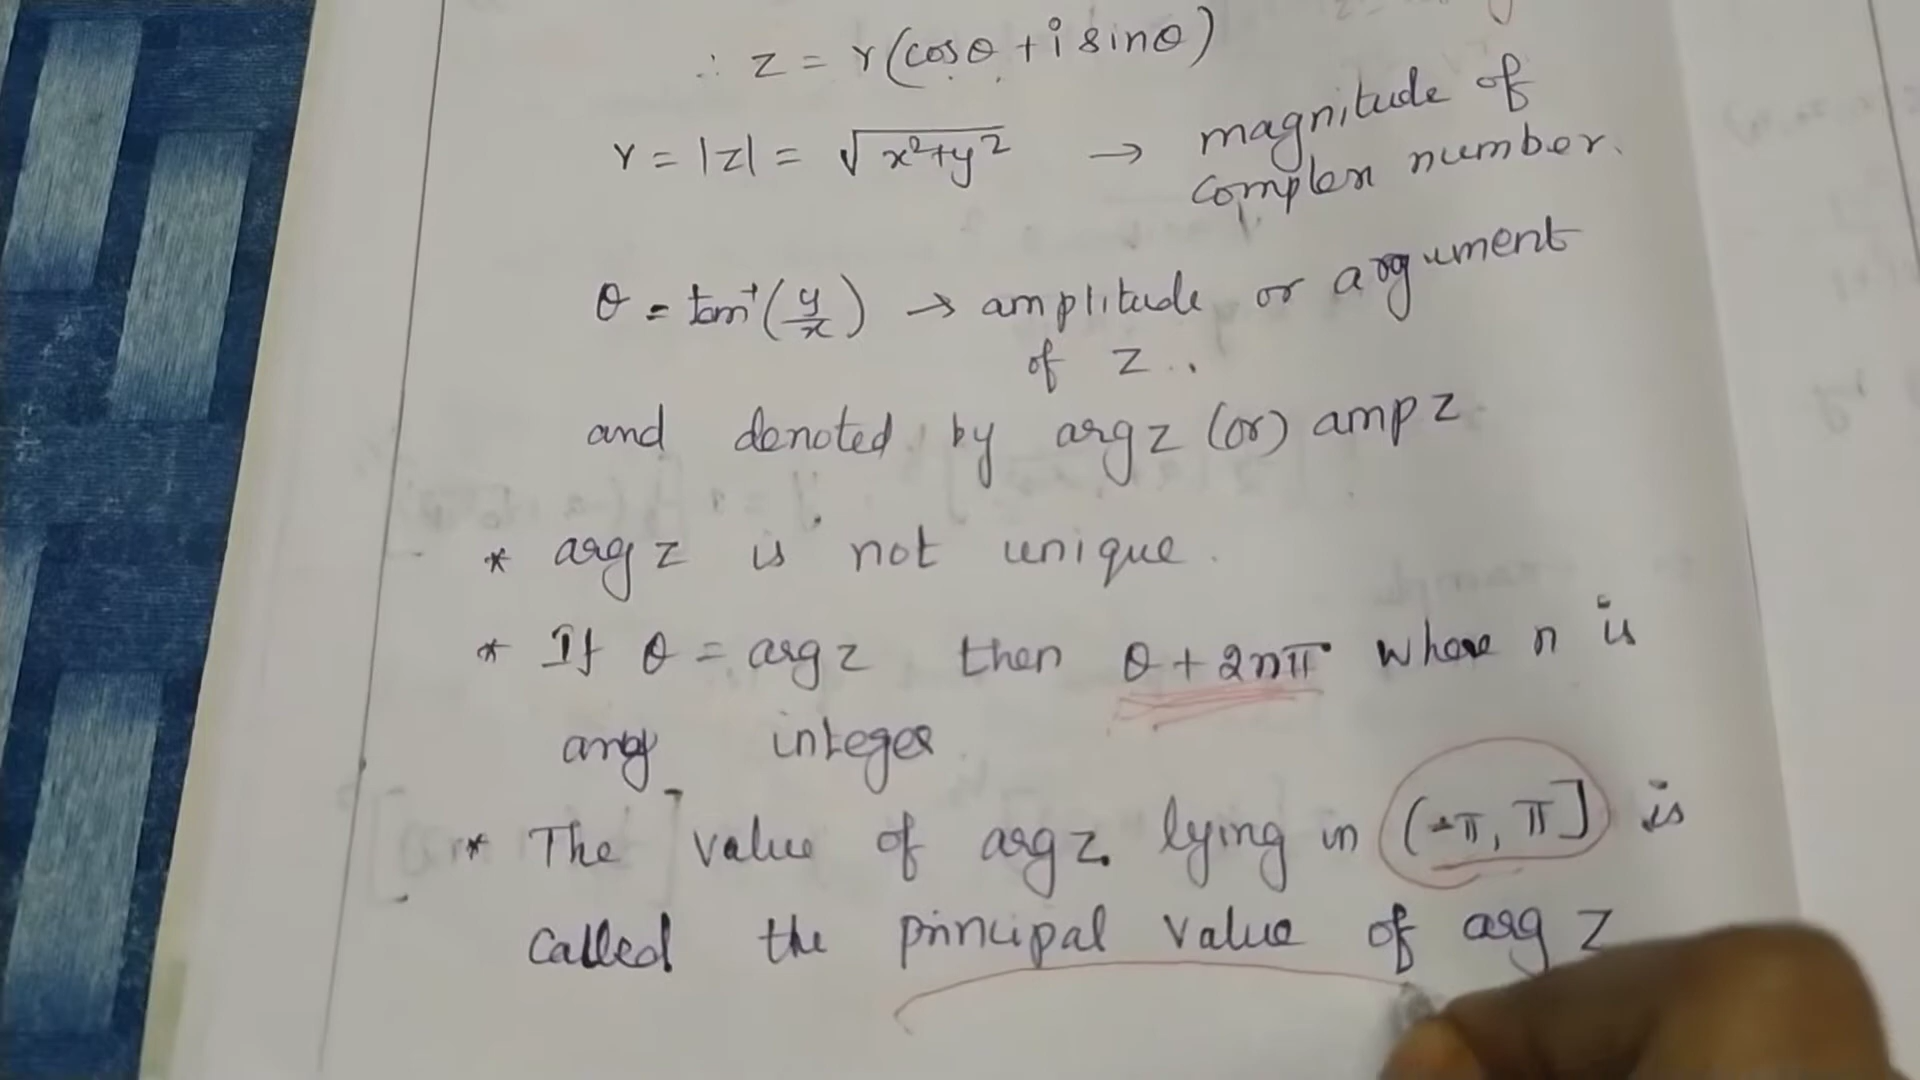 ∴ z = r(cosθ + i sinθ)
r = |z| = √x²+y² → magnitude of
complex number.
θ = tan⁻¹(y/x) → amplitude or argument
of z.
and denoted by arg z (or) amp z
* arg z is not unique.
* If θ = arg z then θ + 2nπ where n is
any integer
* The value of arg z lying in (-π, π] is
called the principal value of arg z